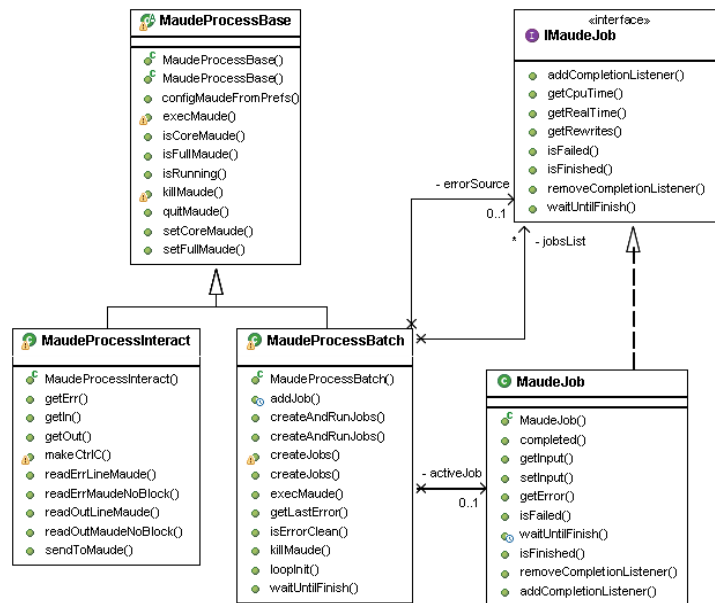 MaudeProcessBase
MaudeProcessBase()
MaudeProcessBase()
configMaudeFromPrefs()
execMaude()
isCoreMaude()
isFullMaude()
isRunning()
killMaude()
quitMaude()
setCoreMaude()
setFullMaude()
«interface»
IMaudeJob
addCompletionListener()
getCpuTime()
getRealTime()
getRewrites()
isFailed()
isFinished()
removeCompletionListener()
waitUntilFinish()
- errorSource
0..1
*
- jobsList
MaudeProcessInteract
MaudeProcessInteract()
getErr()
getIn()
getOut()
makeCtrlC()
readErrLineMaude()
readErrMaudeNoBlock()
readOutLineMaude()
readOutMaudeNoBlock()
sendToMaude()
MaudeProcessBatch
MaudeProcessBatch()
addJob()
createAndRunJobs()
createAndRunJobs()
createJobs()
createJobs()
execMaude()
getLastError()
isErrorClean()
killMaude()
loopInit()
waitUntilFinish()
- activeJob
0..1
MaudeJob
MaudeJob()
completed()
getInput()
setInput()
getError()
isFailed()
waitUntilFinish()
isFinished()
removeCompletionListener()
addCompletionListener()